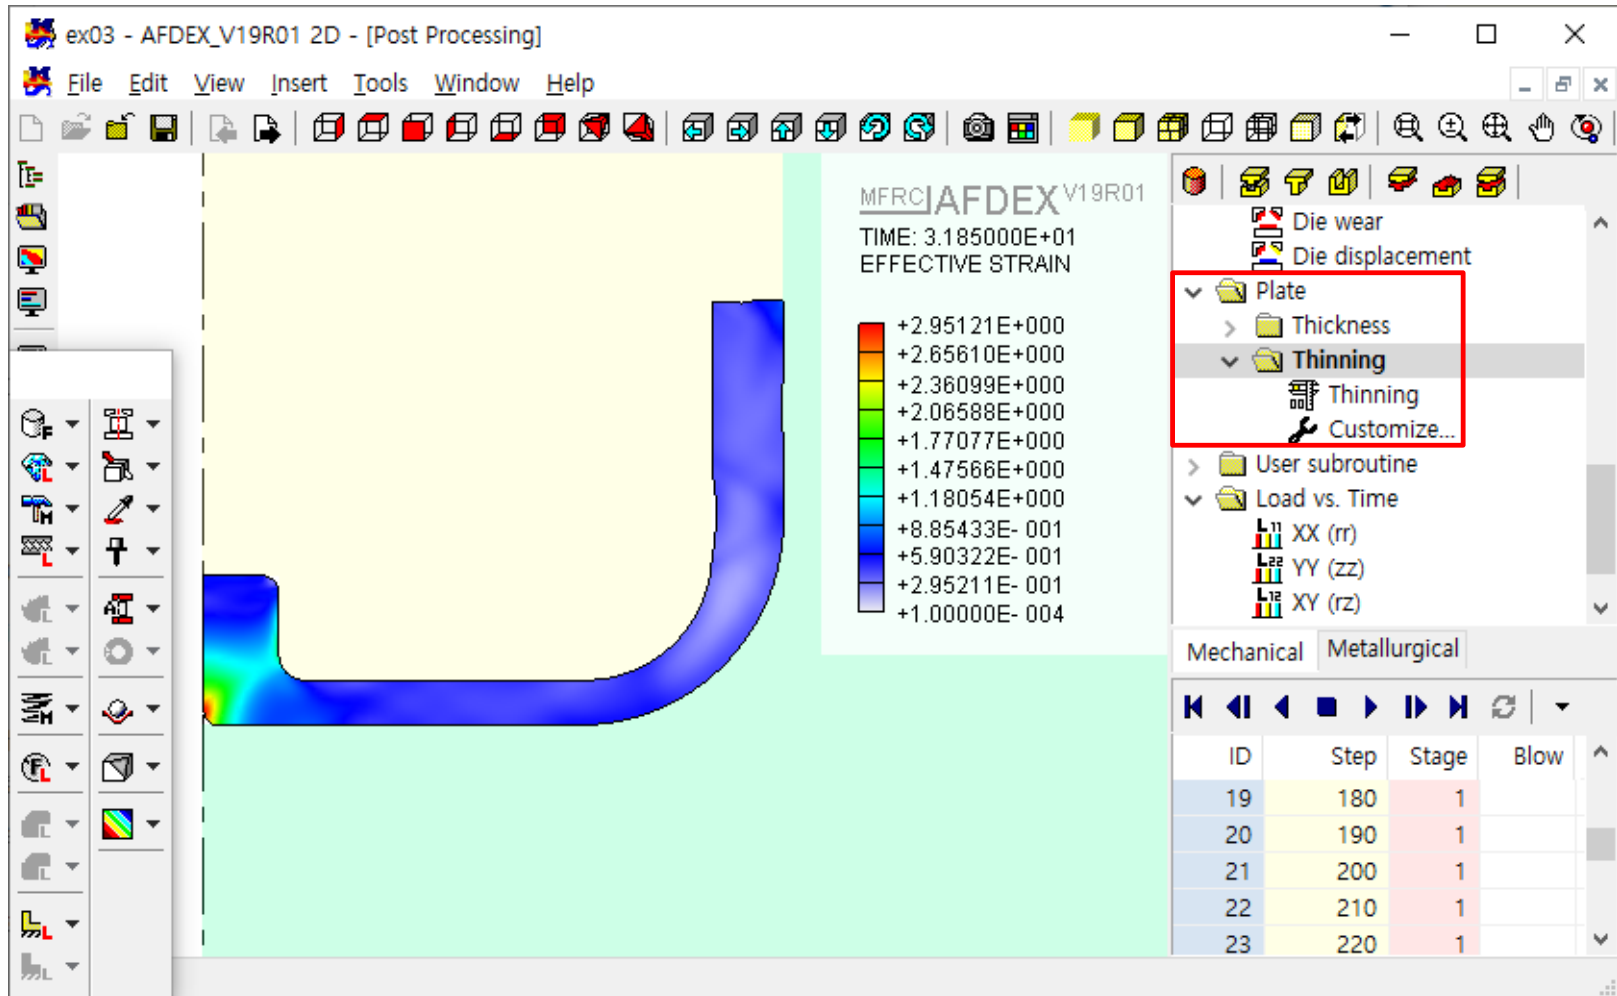 ex03 - AFDEX_V19R01 2D - [Post Processing]
File Edit View Insert Tools Window Help
MFRC AFDEX V19R01
TIME: 3.185000E+01
EFFECTIVE STRAIN
+2.95121E+000
+2.65610E+000
+2.36099E+000
+2.06588E+000
+1.77077E+000
+1.47566E+000
+1.18054E+000
+8.85433E-001
+5.90322E-001
+2.95211E-001
+1.00000E-004
Die wear
Die displacement
Plate
Thickness
Thinning
Thinning
Customize...
User subroutine
Load vs. Time
XX (rr)
YY (zz)
XY (rz)
Mechanical Metallurgical
ID Step Stage Blow
19 180 1
20 190 1
21 200 1
22 210 1
23 220 1